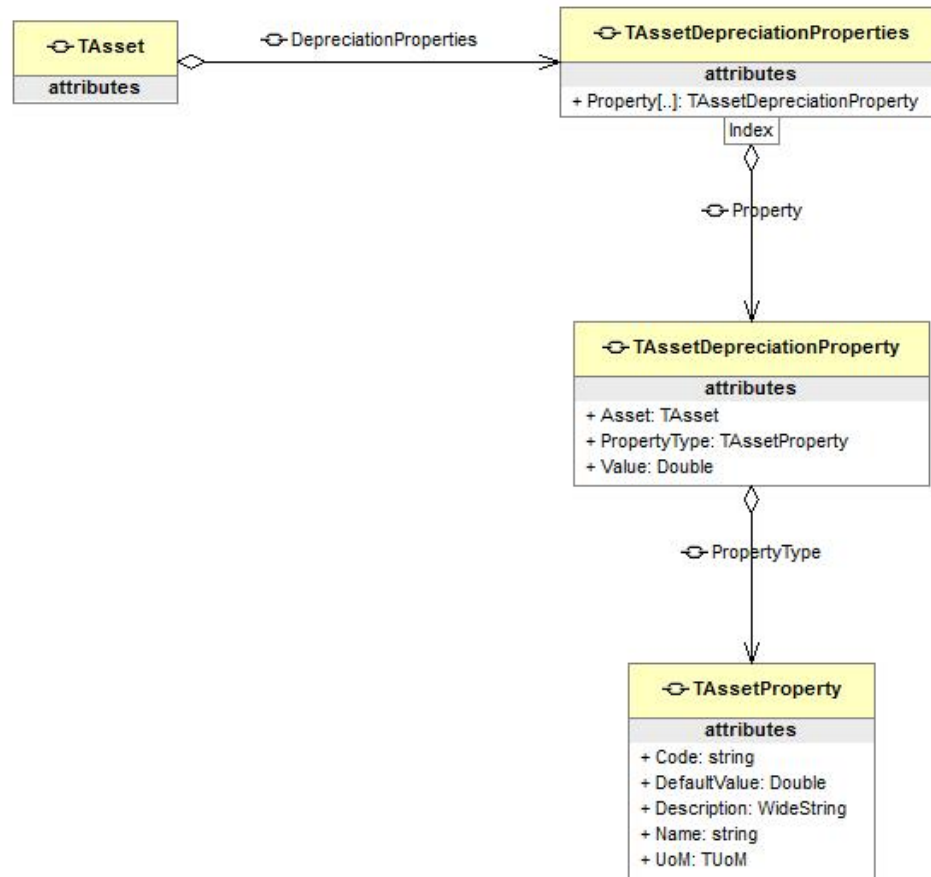 TAsset
attributes
DepreciationProperties
TAssetDepreciationProperties
attributes
+ Property[..]: TAssetDepreciationProperty
Index
Property
TAssetDepreciationProperty
attributes
+ Asset: TAsset
+ PropertyType: TAssetProperty
+ Value: Double
PropertyType
TAssetProperty
attributes
+ Code: string
+ DefaultValue: Double
+ Description: WideString
+ Name: string
+ UoM: TUoM